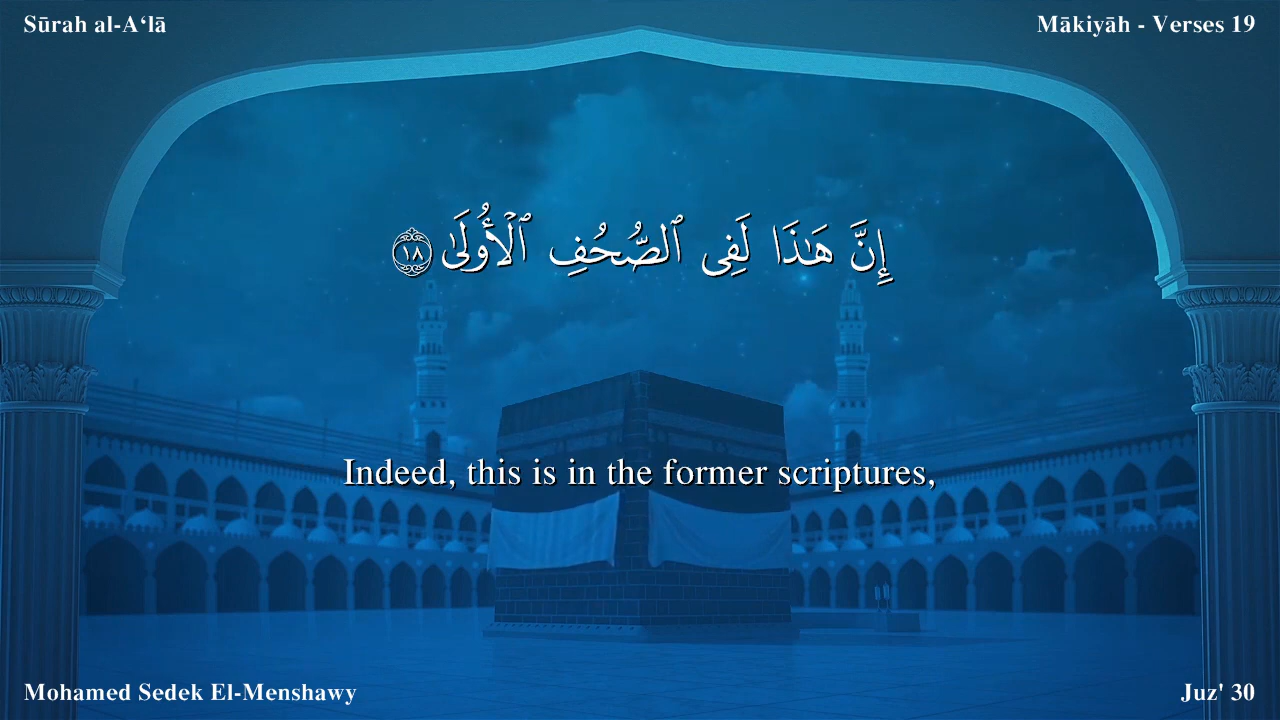 Sūrah al-A‘lā
Mākiyāh - Verses 19
إِنَّ هَـٰذَا لَفِى ٱلصُّحُفِ ٱلْأُولَىٰ ١٨
Indeed, this is in the former scriptures,
Mohamed Sedek El-Menshawy
Juz' 30